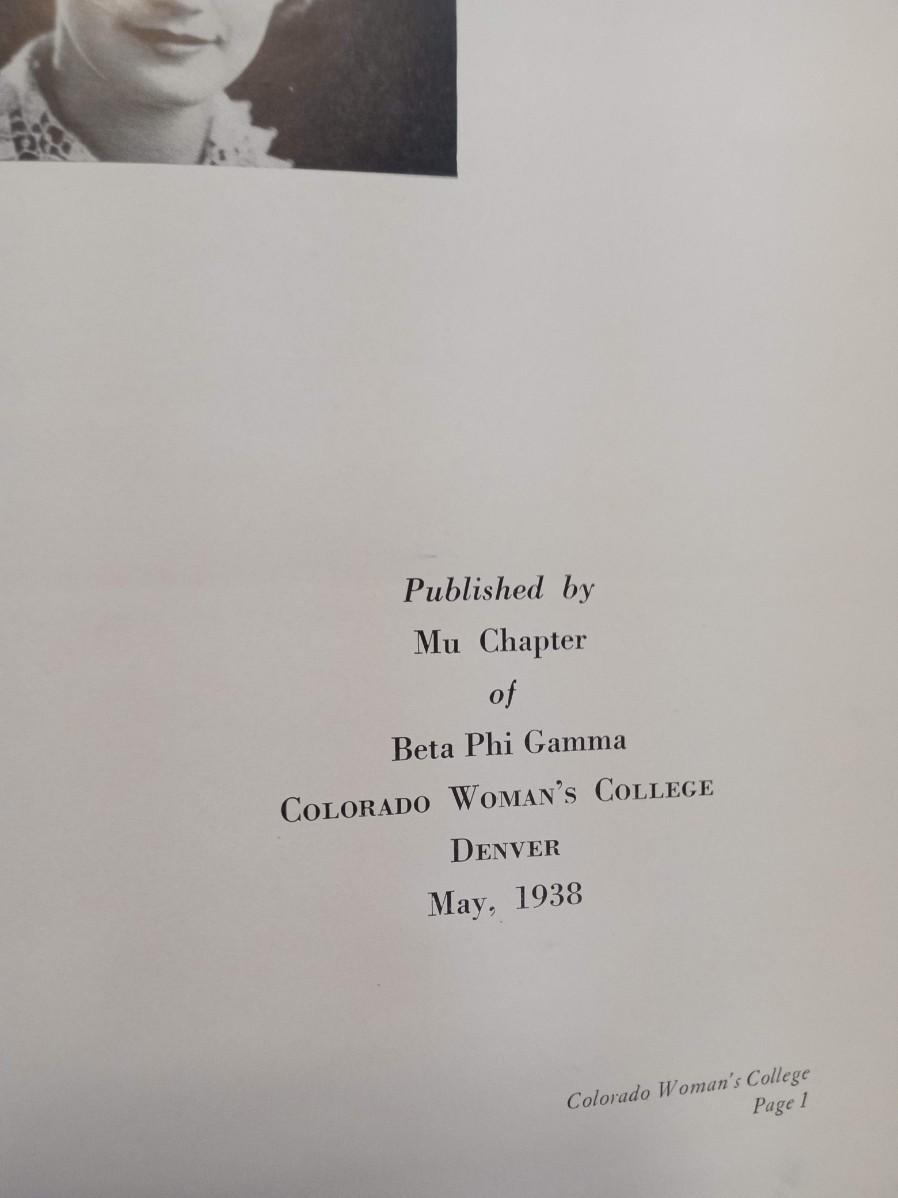 Published by
Mu Chapter
of
Beta Phi Gamma
COLORADO WOMAN'S COLLEGE
DENVER
May, 1938
Colorado Woman's College
Page 1